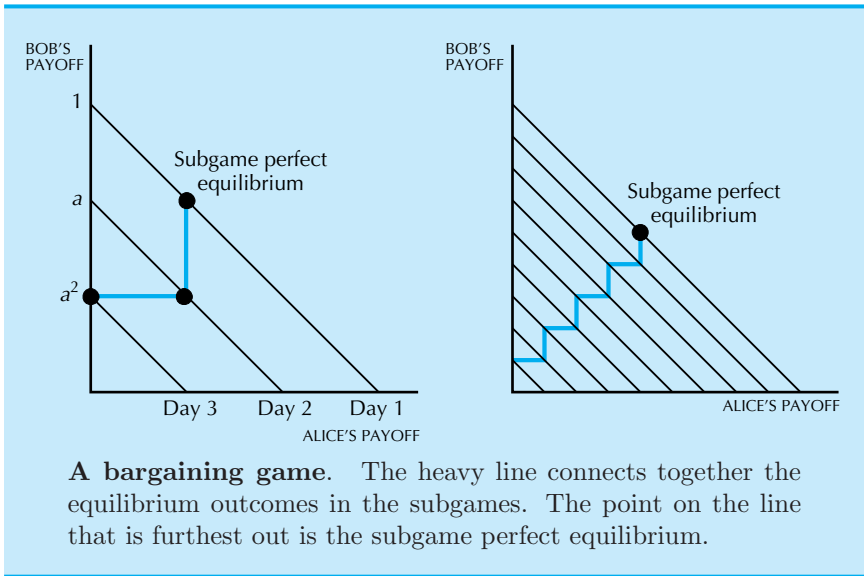 BOB'S
PAYOFF
1
a
a²
Subgame perfect
equilibrium
Day 3
Day 2
Day 1
ALICE'S PAYOFF
BOB'S
PAYOFF
Subgame perfect
equilibrium
ALICE'S PAYOFF
A bargaining game. The heavy line connects together the
equilibrium outcomes in the subgames. The point on the line
that is furthest out is the subgame perfect equilibrium.